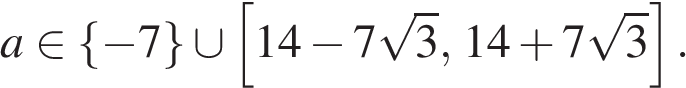 a ∈ {−7} ∪ [14 − 7√3, 14 + 7√3].